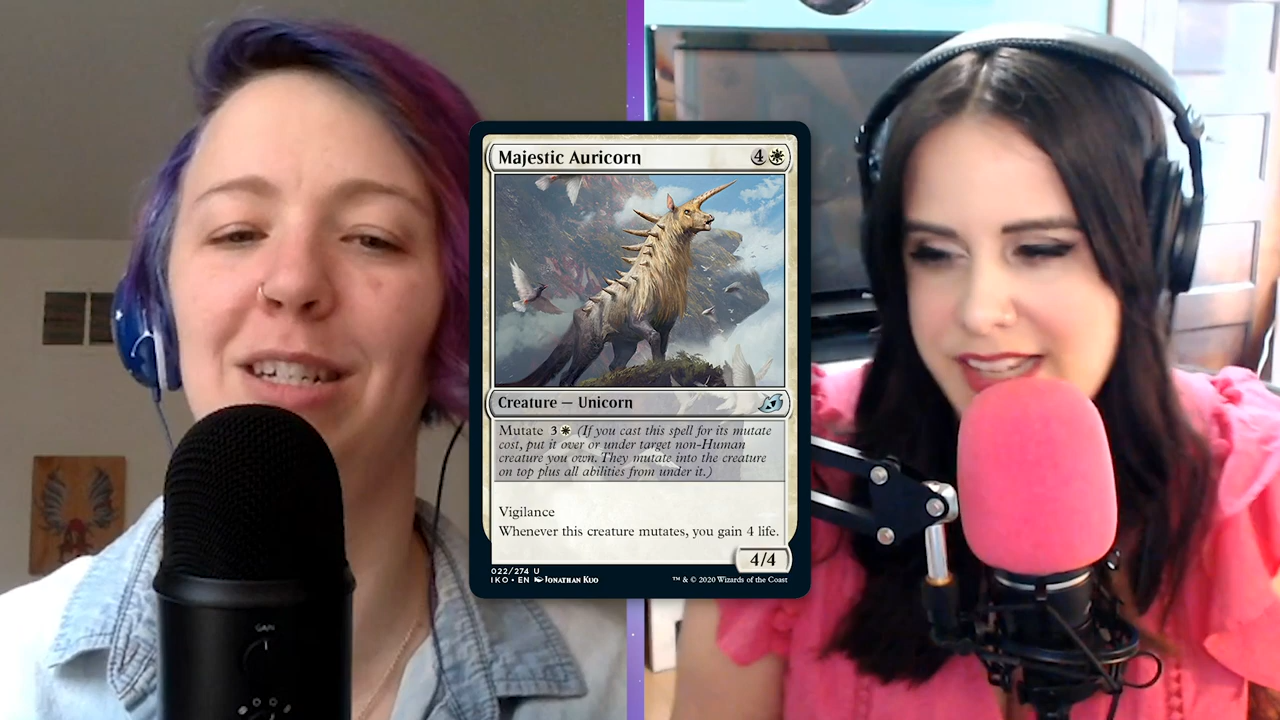 Majestic Auricorn 4
Creature — Unicorn
Mutate 3 (If you cast this spell for its mutate
cost, put it over or under target non-Human
creature you own. They mutate into the creature
on top plus all abilities from under it.)
Vigilance
Whenever this creature mutates, you gain 4 life.
4/4
022/274 U
IKO • EN Jonathan Kuo
™ & © 2020 Wizards of the Coast
GAIN